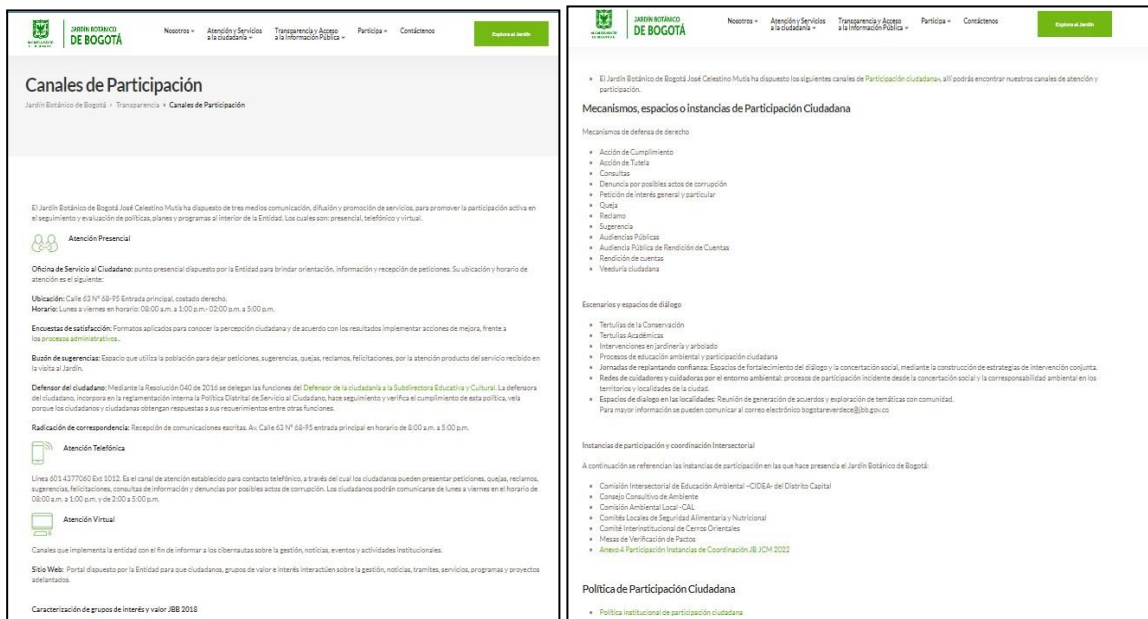 JARDÍN BOTÁNICO
DE BOGOTÁ
Nosotros
Atención y Servicios
a la ciudadanía
Transparencia y Acceso
a la Información Pública
Participa
Contáctenos
Explora el Jardín
Canales de Participación
Jardín Botánico de Bogotá > Transparencia > Canales de Participación
El Jardín Botánico de Bogotá José Celestino Mutis ha dispuesto de tres medios comunicación, difusión y promoción de servicios, para promover la participación activa en
el seguimiento y evaluación de políticas, planes y programas al interior de la Entidad. Los cuales son: presencial, telefónico y virtual.
Atención Presencial
Oficina de Servicio al Ciudadano: punto presencial dispuesto por la Entidad para brindar orientación, información y recepción de peticiones. Su ubicación y horario de
atención es el siguiente:
Ubicación: Calle 63 Nº 68-95 Entrada principal, costado derecho.
Horario: Lunes a viernes en horario: 08:00 a.m. a 1:00 p.m.- 02:00 p.m. a 5:00 p.m.
Encuestas de satisfacción: Formatos aplicados para conocer la percepción ciudadana y de acuerdo con los resultados implementar acciones de mejora, frente a
los procesos administrativos..
Buzón de sugerencias: Espacio que utiliza la población para dejar peticiones, sugerencias, quejas, reclamos, felicitaciones, por la atención producto del servicio recibido en
la visita al Jardín.
Defensor del ciudadano: Mediante la Resolución 040 de 2016 se delegan las funciones del Defensor de la ciudadanía a la Subdirectora Educativa y Cultural. La defensora
del ciudadano, incorpora en la reglamentación interna la Política Distrital de Servicio al Ciudadano, hace seguimiento y verifica el cumplimiento de esta política, vela
porque los ciudadanos y ciudadanas obtengan respuestas a sus requerimientos entre otras funciones.
Radicación de correspondencia: Recepción de comunicaciones escritas. Av. Calle 63 Nº 68-95 entrada principal en horario de 8:00 a.m. a 5:00 p.m.
Atención Telefónica
Línea 601 4377060 Ext 1012. Es el canal de atención establecido para contacto telefónico, a través del cual los ciudadanos pueden presentar peticiones, quejas, reclamos,
sugerencias, felicitaciones, consultas de información y denuncias por posibles actos de corrupción. Los ciudadanos podrán comunicarse de lunes a viernes en el horario de
08:00 a.m. a 1:00 p.m. y de 2:00 a 5:00 p.m.
Atención Virtual
Canales que implementa la entidad con el fin de informar a los cibernautas sobre la gestión, noticias, eventos y actividades institucionales.
Sitio Web: Portal dispuesto por la Entidad para que ciudadanos, grupos de valor e interés interactúen sobre la gestión, noticias, tramites, servicios, programas y proyectos
adelantados.
Caracterización de grupos de interés y valor JBB 2018
JARDÍN BOTÁNICO
DE BOGOTÁ
Nosotros
Atención y Servicios
a la ciudadanía
Transparencia y Acceso
a la Información Pública
Participa
Contáctenos
Explora el Jardín
El Jardín Botánico de Bogotá José Celestino Mutis ha dispuesto los siguientes canales de Participación ciudadana», allí podrás encontrar nuestros canales de atención y
participación.
Mecanismos, espacios o instancias de Participación Ciudadana
Mecanismos de defensa de derecho
Acción de Cumplimiento
Acción de Tutela
Consultas
Denuncia por posibles actos de corrupción
Petición de interés general y particular
Queja
Reclamo
Sugerencia
Audiencias Públicas
Audiencia Pública de Rendición de Cuentas
Rendición de cuentas
Veeduría ciudadana
Escenarios y espacios de diálogo
Tertulias de la Conservación
Tertulias Académicas
Intervenciones en jardinería y arbolado
Procesos de educación ambiental y participación ciudadana
Jornadas de replantando confianza: Espacios de fortalecimiento del diálogo y la concertación social, mediante la construcción de estrategias de intervención conjunta.
Redes de cuidadores y cuidadoras por el entorno ambiental: procesos de participación incidente desde la concertación social y la corresponsabilidad ambiental en los
territorios y localidades de la ciudad.
Espacios de dialogo en las localidades: Reunión de generación de acuerdos y exploración de temáticas con comunidad.
Para mayor información se pueden comunicar al correo electrónico bogotareverdece@jbb.gov.co
Instancias de participación y coordinación Intersectorial
A continuación se referencian las instancias de participación en las que hace presencia el Jardín Botánico de Bogotá:
Comisión Intersectorial de Educación Ambiental –CIDEA- del Distrito Capital
Consejo Consultivo de Ambiente
Comisión Ambiental Local -CAL
Comités Locales de Seguridad Alimentaria y Nutricional
Comité Interinstitucional de Cerros Orientales
Mesas de Verificación de Pactos
Anexo 4 Participación Instancias de Coordinación JB JCM 2022
Política de Participación Ciudadana
Política institucional de participación ciudadana